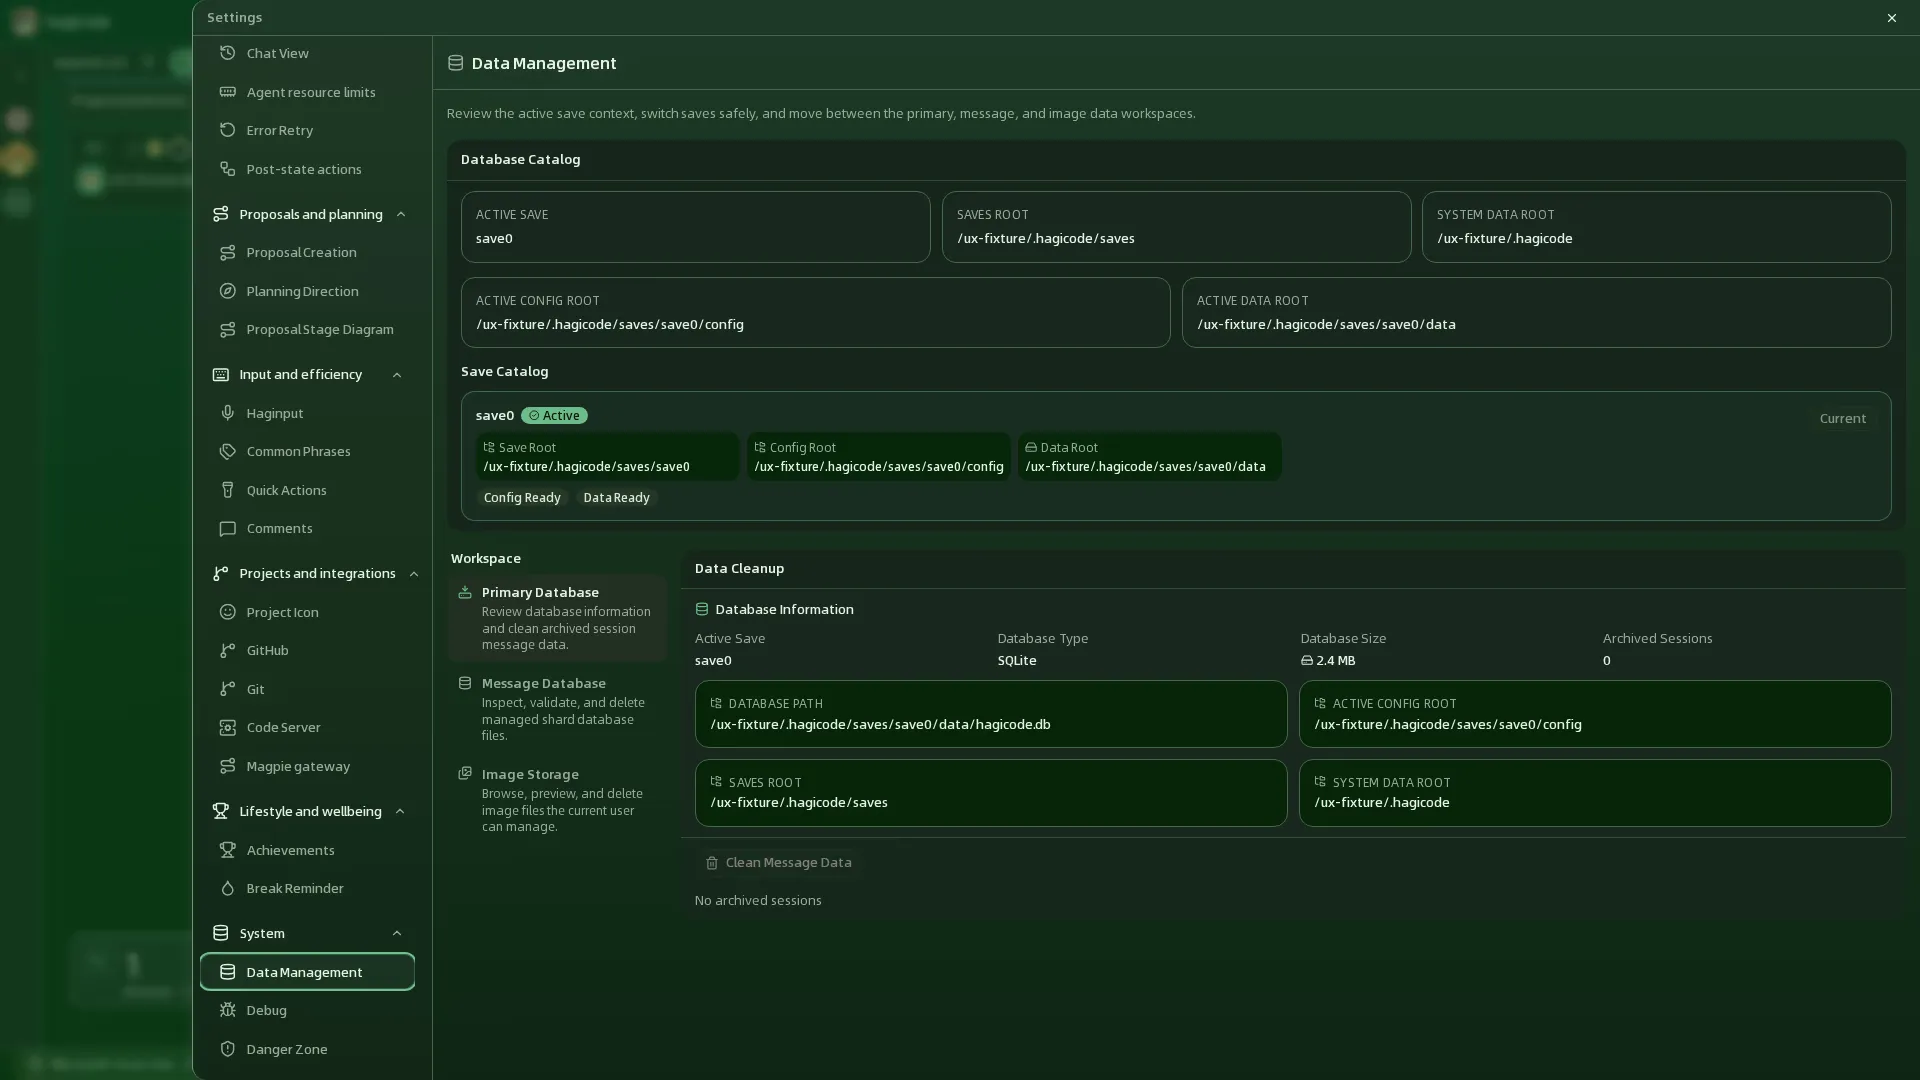 Settings
Chat View
Agent resource limits
Error Retry
Post-state actions
Proposals and planning
Proposal Creation
Planning Direction
Proposal Stage Diagram
Input and efficiency
Haginput
Common Phrases
Quick Actions
Comments
Projects and integrations
Project Icon
GitHub
Git
Code Server
Magpie gateway
Lifestyle and wellbeing
Achievements
Break Reminder
System
Data Management
Debug
Danger Zone
Data Management
Review the active save context, switch saves safely, and move between the primary, message, and image data workspaces.
Database Catalog
ACTIVE SAVE
save0
SAVES ROOT
/ux-fixture/.hagicode/saves
SYSTEM DATA ROOT
/ux-fixture/.hagicode
ACTIVE CONFIG ROOT
/ux-fixture/.hagicode/saves/save0/config
ACTIVE DATA ROOT
/ux-fixture/.hagicode/saves/save0/data
Save Catalog
save0 Active
Current
Save Root
/ux-fixture/.hagicode/saves/save0
Config Root
/ux-fixture/.hagicode/saves/save0/config
Data Root
/ux-fixture/.hagicode/saves/save0/data
Config Ready
Data Ready
Workspace
Primary Database
Review database information
and clean archived session
message data.
Message Database
Inspect, validate, and delete
managed shard database
files.
Image Storage
Browse, preview, and delete
image files the current user
can manage.
Data Cleanup
Database Information
Active Save
save0
Database Type
SQLite
Database Size
2.4 MB
Archived Sessions
0
DATABASE PATH
/ux-fixture/.hagicode/saves/save0/data/hagicode.db
ACTIVE CONFIG ROOT
/ux-fixture/.hagicode/saves/save0/config
SAVES ROOT
/ux-fixture/.hagicode/saves
SYSTEM DATA ROOT
/ux-fixture/.hagicode
Clean Message Data
No archived sessions